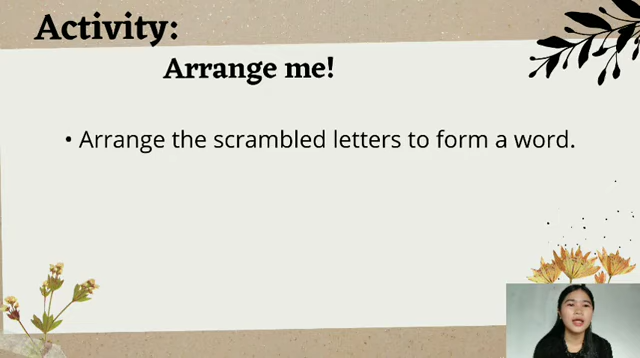 Activity:
Arrange me!
• Arrange the scrambled letters to form a word.